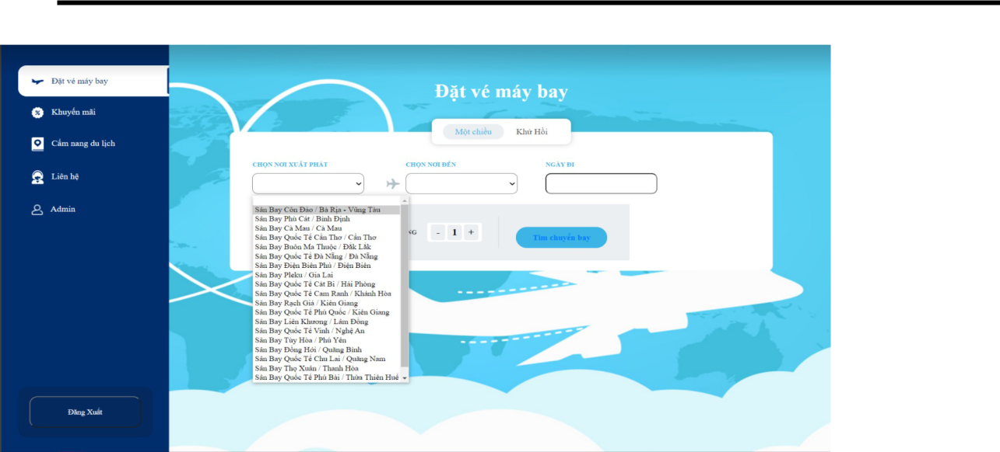 Đặt vé máy bay
Khuyến mãi
Cẩm nang du lịch
Liên hệ
Admin
Đăng Xuất
Đặt vé máy bay
Một chiều Khứ Hồi
CHỌN NƠI XUẤT PHÁT CHỌN NƠI ĐẾN NGÀY ĐI
Sân Bay Côn Đảo / Bà Rịa - Vũng Tàu
Sân Bay Phù Cát / Bình Định
Sân Bay Cà Mau / Cà Mau
Sân Bay Quốc Tế Cần Thơ / Cần Thơ
Sân Bay Buôn Ma Thuộc / Đăk Lăk
Sân Bay Quốc Tế Đà Nẵng / Đà Nẵng
Sân Bay Điện Biên Phủ / Điện Biên
Sân Bay Pleku / Gia Lai
Sân Bay Quốc Tế Cát Bi / Hải Phòng
Sân Bay Quốc Tế Cam Ranh / Khánh Hòa
Sân Bay Rạch Giá / Kiên Giang
Sân Bay Quốc Tế Phú Quốc / Kiên Giang
Sân Bay Liên Khương / Lâm Đồng
Sân Bay Quốc Tế Vinh / Nghệ An
Sân Bay Tùy Hòa / Phú Yên
Sân Bay Đồng Hới / Quảng Bình
Sân Bay Quốc Tế Chu Lai / Quãng Nam
Sân Bay Thọ Xuân / Thanh Hóa
Sân Bay Quốc Tế Phú Bài / Thừa Thiên Huế
- 1 +
Tìm chuyến bay